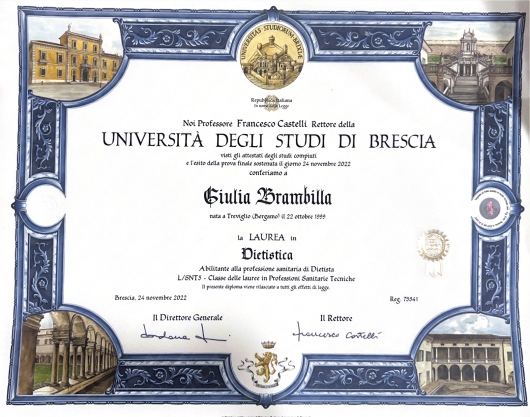 UNIVERSITAS STUDIORUM BRIXIAE
Repubblica Italiana
In nome della Legge
Noi Professore Francesco Castelli Rettore della
UNIVERSITÀ DEGLI STUDI DI BRESCIA
visti gli attestati degli studi compiuti
e l'esito della prova finale sostenuta il giorno 24 novembre 2022
conferiamo a
Giulia Brambilla
nata a Treviglio (Bergamo) il 22 ottobre 1999
la LAUREA in
Dietistica
Abilitante alla professione sanitaria di Dietista
L/SNT3 - Classe delle lauree in Professioni Sanitarie Tecniche
Il presente diploma viene rilasciato a tutti gli effetti di legge.
Brescia, 24 novembre 2022
Reg. 75541
Il Direttore Generale
Il Rettore
Francesco Castelli